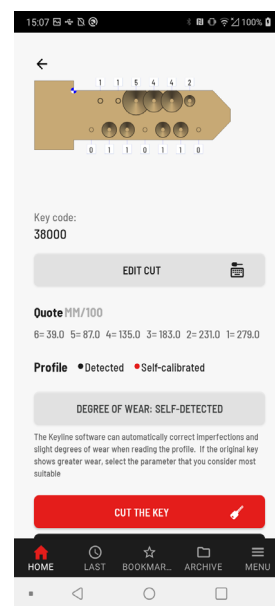 15:07 100%
1 1 5 4 4 2
0 1 1 0 1 1 0
Key code:
38000
EDIT CUT
Quote MM/100
6= 39.0 5= 87.0 4= 135.0 3= 183.0 2= 231.0 1= 279.0
Profile •Detected •Self-calibrated
DEGREE OF WEAR: SELF-DETECTED
The Keyline software can automatically correct imperfections and
slight degrees of wear when reading the profile. If the original key
shows greater wear, select the parameter that you consider most
suitable
CUT THE KEY
HOME LAST BOOKMAR... ARCHIVE MENU